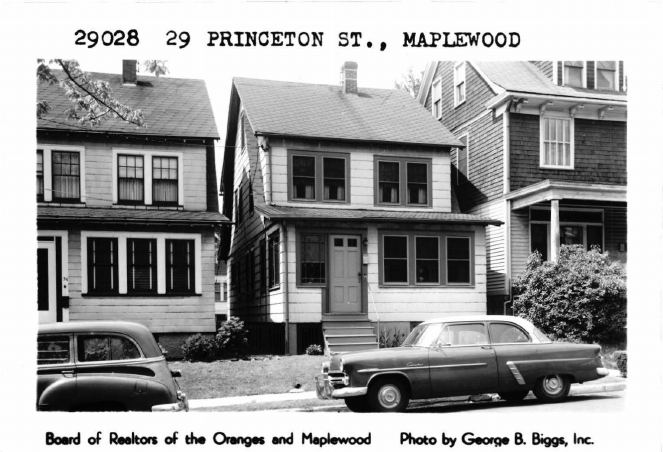 29028 29 PRINCETON ST., MAPLEWOOD
Board of Realtors of the Oranges and Maplewood Photo by George B. Biggs, Inc.